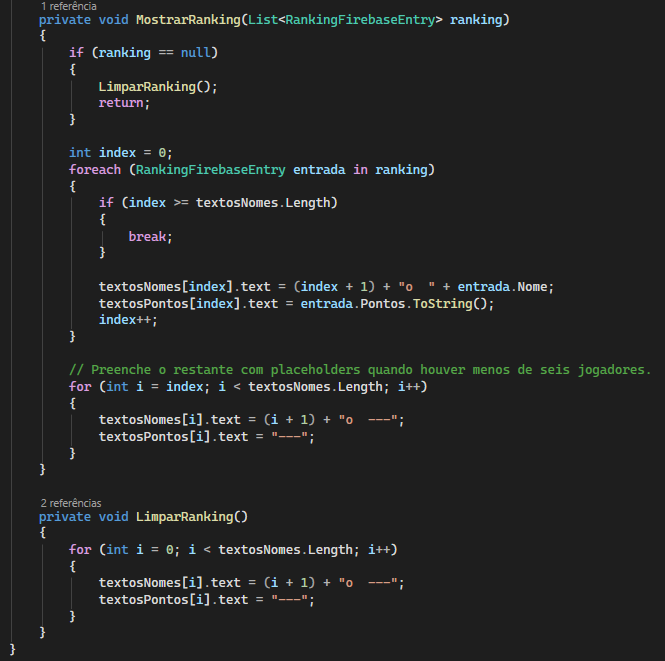 1 referência
private void MostrarRanking(List<RankingFirebaseEntry> ranking)
{
    if (ranking == null)
    {
        LimparRanking();
        return;
    }

    int index = 0;
    foreach (RankingFirebaseEntry entrada in ranking)
    {
        if (index >= textosNomes.Length)
        {
            break;
        }

        textosNomes[index].text = (index + 1) + "o  " + entrada.Nome;
        textosPontos[index].text = entrada.Pontos.ToString();
        index++;
    }

    // Preenche o restante com placeholders quando houver menos de seis jogadores.
    for (int i = index; i < textosNomes.Length; i++)
    {
        textosNomes[i].text = (i + 1) + "o  ---";
        textosPontos[i].text = "---";
    }
}

2 referências
private void LimparRanking()
{
    for (int i = 0; i < textosNomes.Length; i++)
    {
        textosNomes[i].text = (i + 1) + "o  ---";
        textosPontos[i].text = "---";
    }
}
}